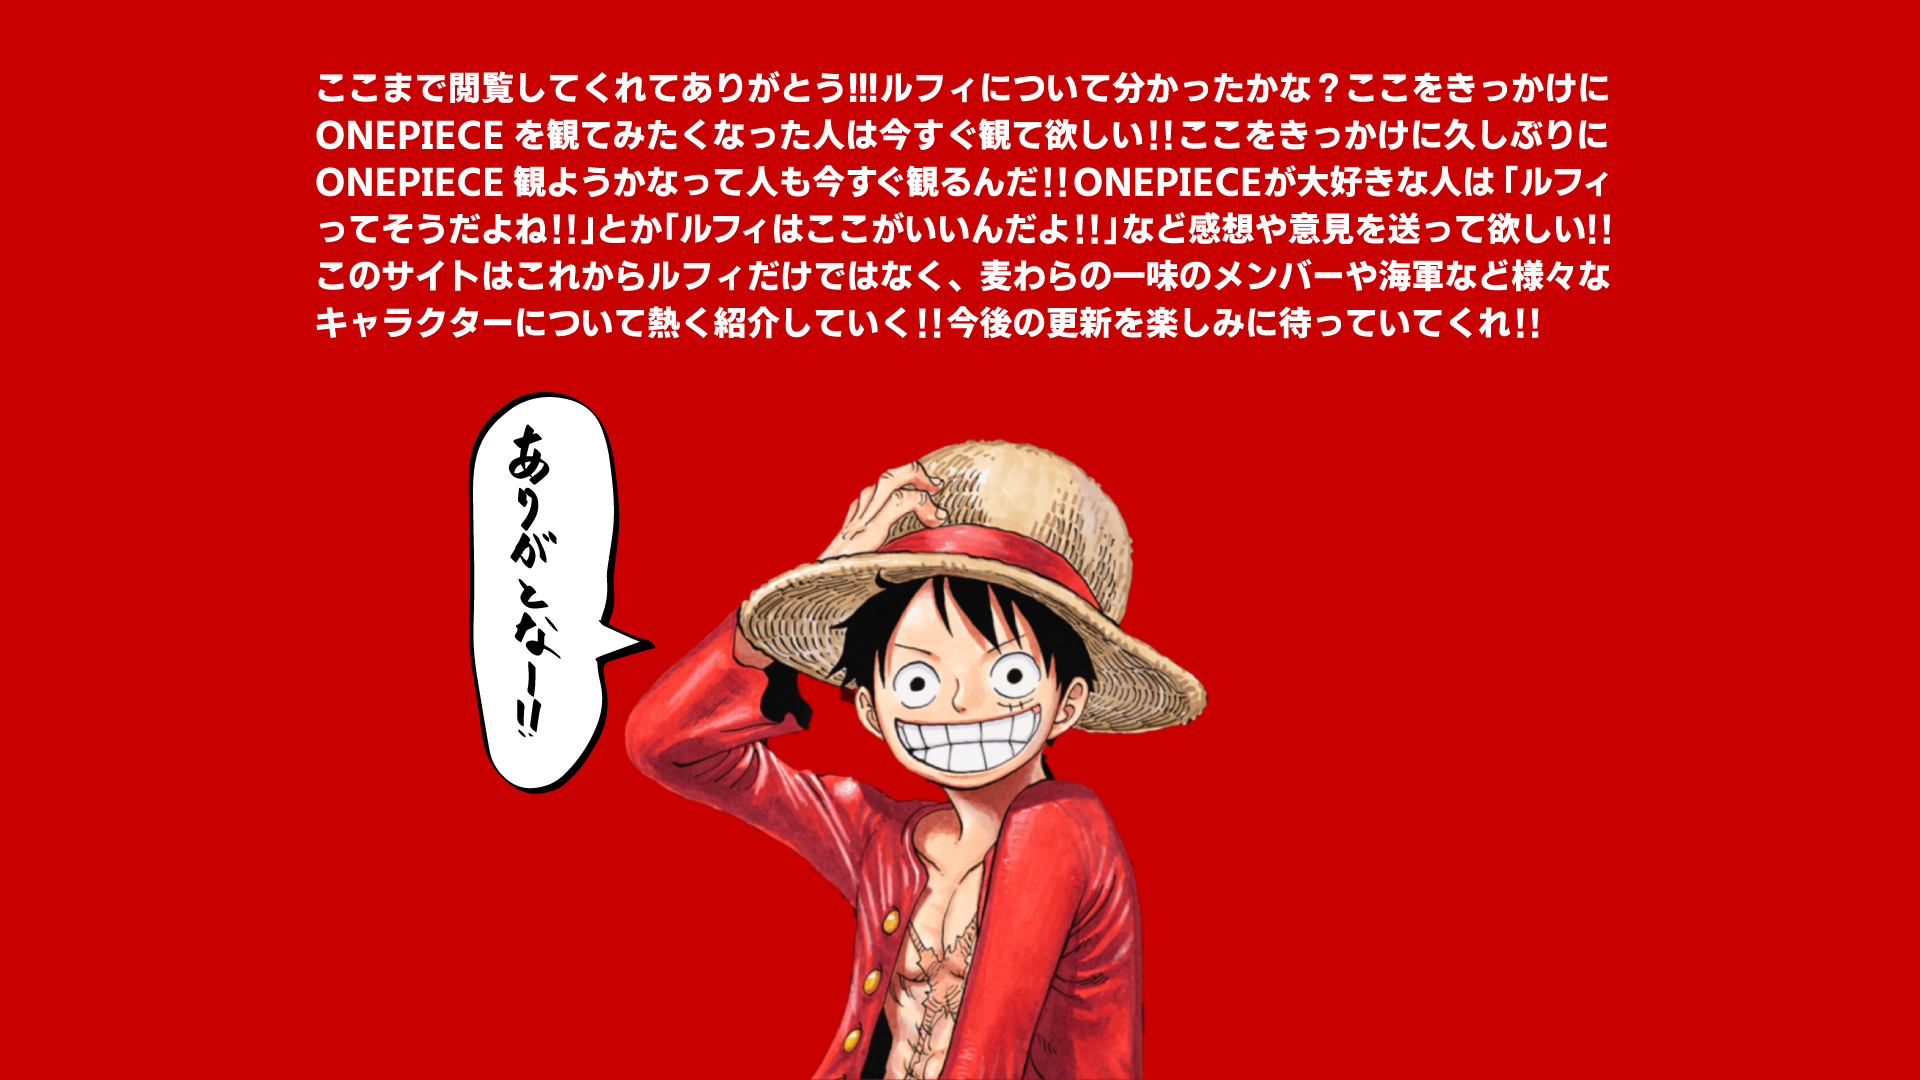 ここまで閲覧してくれてありがとう!!!ルフィについて分かったかな？ここをきっかけに
ONEPIECE を観てみたくなった人は今すぐ観て欲しい!!ここをきっかけに久しぶりに
ONEPIECE 観ようかなって人も今すぐ観るんだ!!ONEPIECEが大好きな人は「ルフィ
ってそうだよね!!」とか「ルフィはここがいいんだよ!!」など感想や意見を送って欲しい!!
このサイトはこれからルフィだけではなく、麦わらの一味のメンバーや海軍など様々な
キャラクターについて熱く紹介していく!!今後の更新を楽しみに待っていてくれ!!
ありがとなー!!